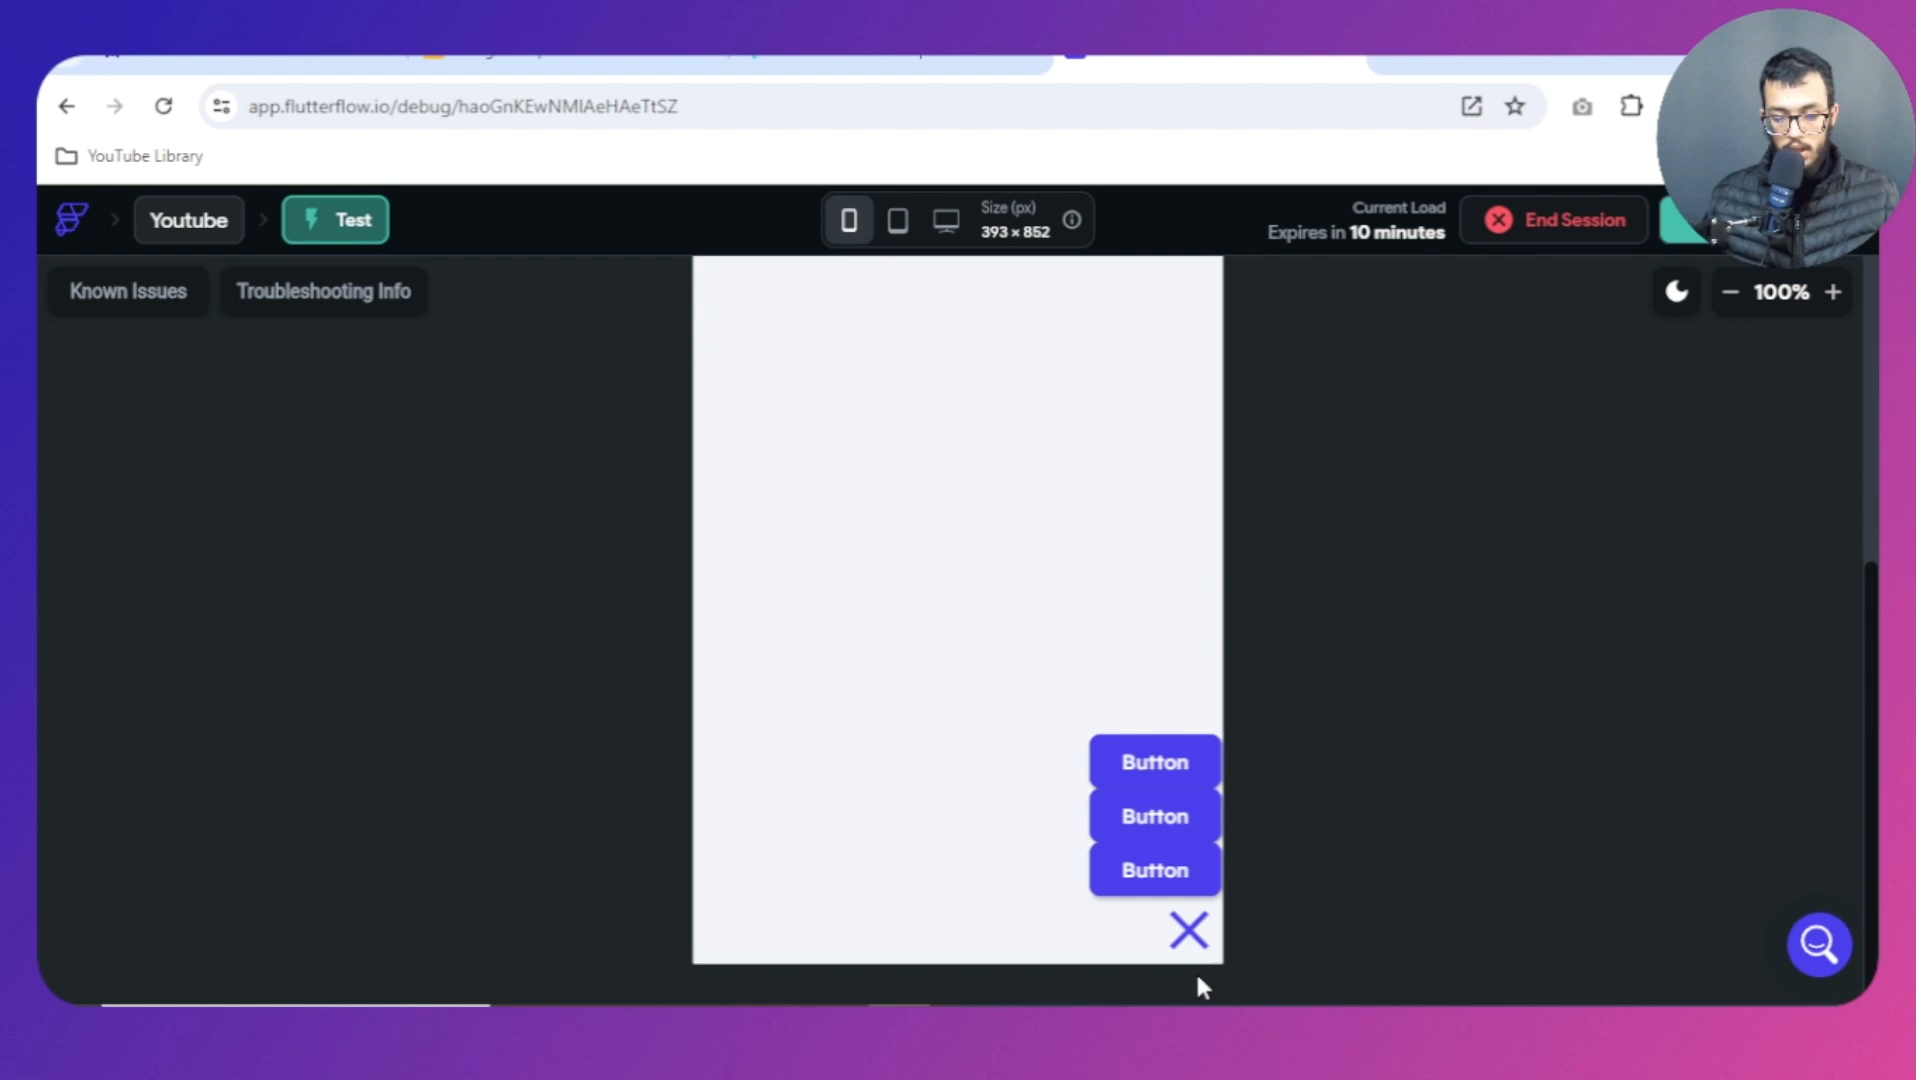 app.flutterflow.io/debug/haoGnKEwNMIAeHAeTtSZ
YouTube Library
Youtube
Test
Size (px)
393 × 852
Current Load
Expires in 10 minutes
End Session
Known Issues
Troubleshooting Info
100%
Button
Button
Button